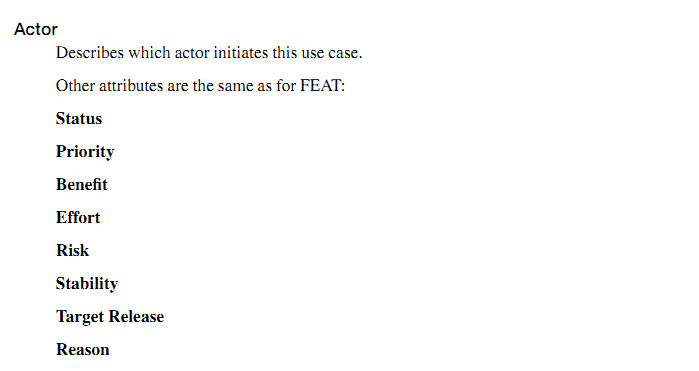 Actor
Describes which actor initiates this use case.
Other attributes are the same as for FEAT:
Status
Priority
Benefit
Effort
Risk
Stability
Target Release
Reason